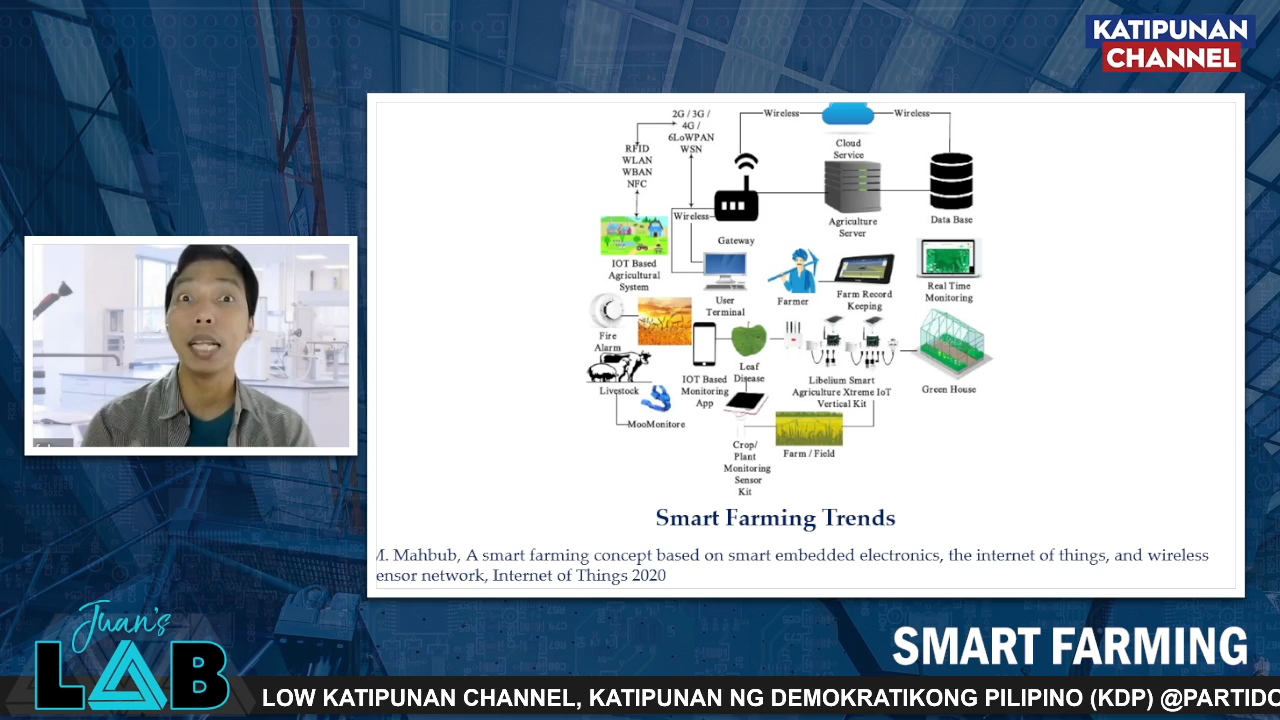 KATIPUNAN
CHANNEL
2G / 3G /
4G /
6LoWPAN
WSN
RFID
WLAN
WBAN
NFC
Wireless
Wireless
Cloud
Service
Wireless
Gateway
Agriculture
Server
Data Base
IOT Based
Agricultural
System
User
Terminal
Farmer
Farm Record
Keeping
Real Time
Monitoring
Fire
Alarm
Livestock
MooMonitore
IOT Based
Monitoring
App
Leaf
Disease
Libelium Smart
Agriculture Xtreme IoT
Vertical Kit
Green House
Crop/
Plant
Monitoring
Sensor
Kit
Farm / Field
Smart Farming Trends
M. Mahbub, A smart farming concept based on smart embedded electronics, the internet of things, and wireless
ensor network, Internet of Things 2020
Juan's
LAB
SMART FARMING
LOW KATIPUNAN CHANNEL, KATIPUNAN NG DEMOKRATIKONG PILIPINO (KDP) @PARTIDO